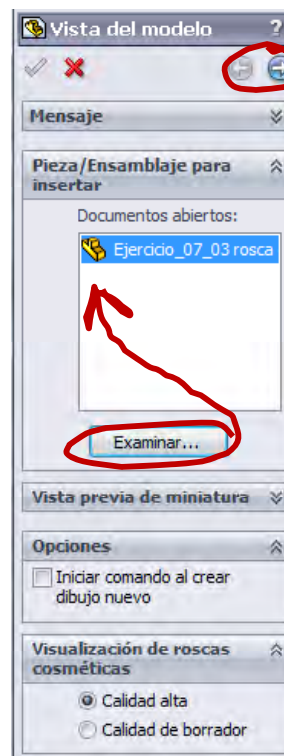 Vista del modelo ?
Mensaje
Pieza/Ensamblaje para
insertar
Documentos abiertos:
Ejercicio_07_03 rosca
Examinar...
Vista previa de miniatura
Opciones
Iniciar comando al crear
dibujo nuevo
Visualización de roscas
cosméticas
Calidad alta
Calidad de borrador